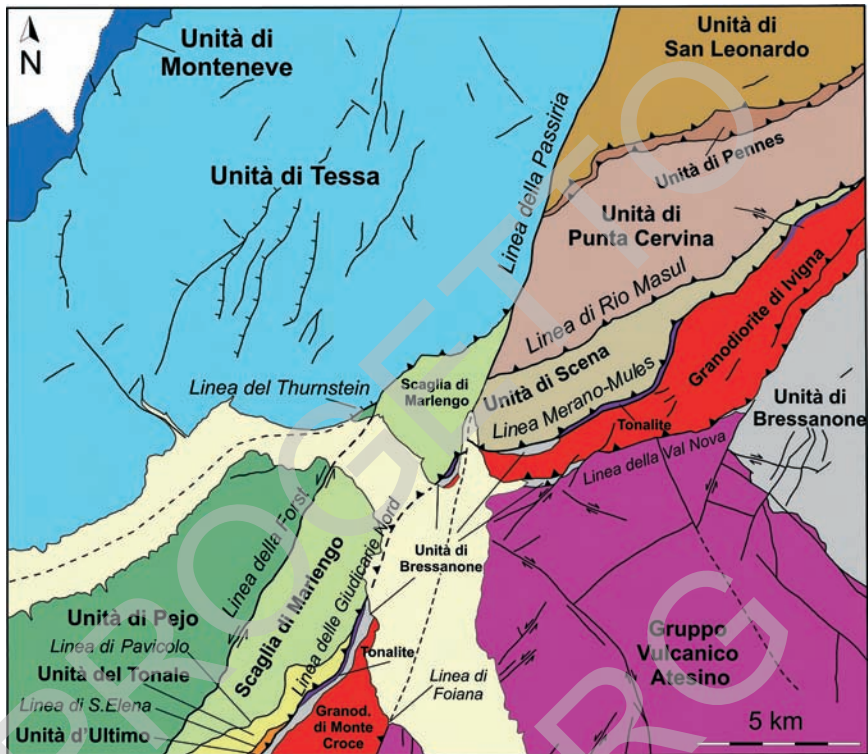 N
Unità di
Monteneve
Unità di
San Leonardo
Unità di Tessa
Linea della Passiria
Unità di Pennes
Unità di
Punta Cervina
Linea di Rio Masul
Granodiorite di Ivigna
Linea del Thurnstein
Scaglia di
Marlengo
Unità di Scena
Linea Merano-Mules
Tonalite
Unità di
Bressanone
Linea della Val Nova
Linea della Forst
Scaglia di Marlengo
Linea delle Giudicarie Nord
Unità di
Bressanone
Unità di Pejo
Linea di Pavicolo
Unità del Tonale
Linea di S.Elena
Unità d'Ultimo
Tonalite
Linea di
Foiana
Granod.
di Monte
Croce
Gruppo
Vulcanico
Atesino
5 km
PROGETTO